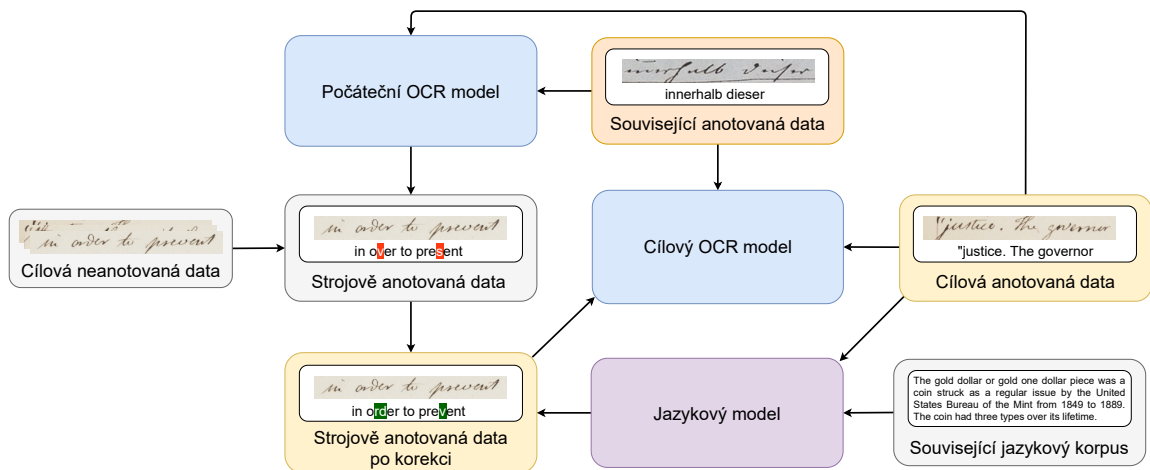 Počáteční OCR model
innerhalb dieser
innerhalb dieser
Související anotovaná data
in order to prevent
Cílová neanotovaná data
in order to prevent
in over to present
Strojově anotovaná data
Cílový OCR model
"justice. The governor
"justice. The governor
Cílová anotovaná data
in order to prevent
in order to prevent
Strojově anotovaná data
po korekci
Jazykový model
The gold dollar or gold one dollar piece was a
coin struck as a regular issue by the United
States Bureau of the Mint from 1849 to 1889.
The coin had three types over its lifetime.
Související jazykový korpus